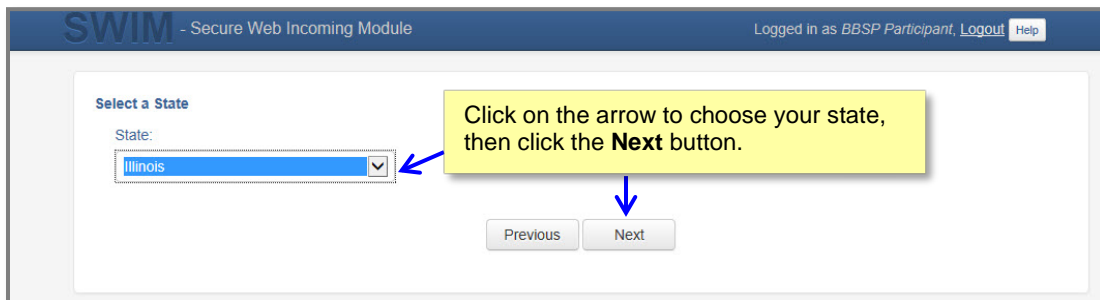 SWIM - Secure Web Incoming Module
Logged in as BBSP Participant, Logout Help
Select a State
State:
Illinois
Click on the arrow to choose your state,
then click the Next button.
Previous Next